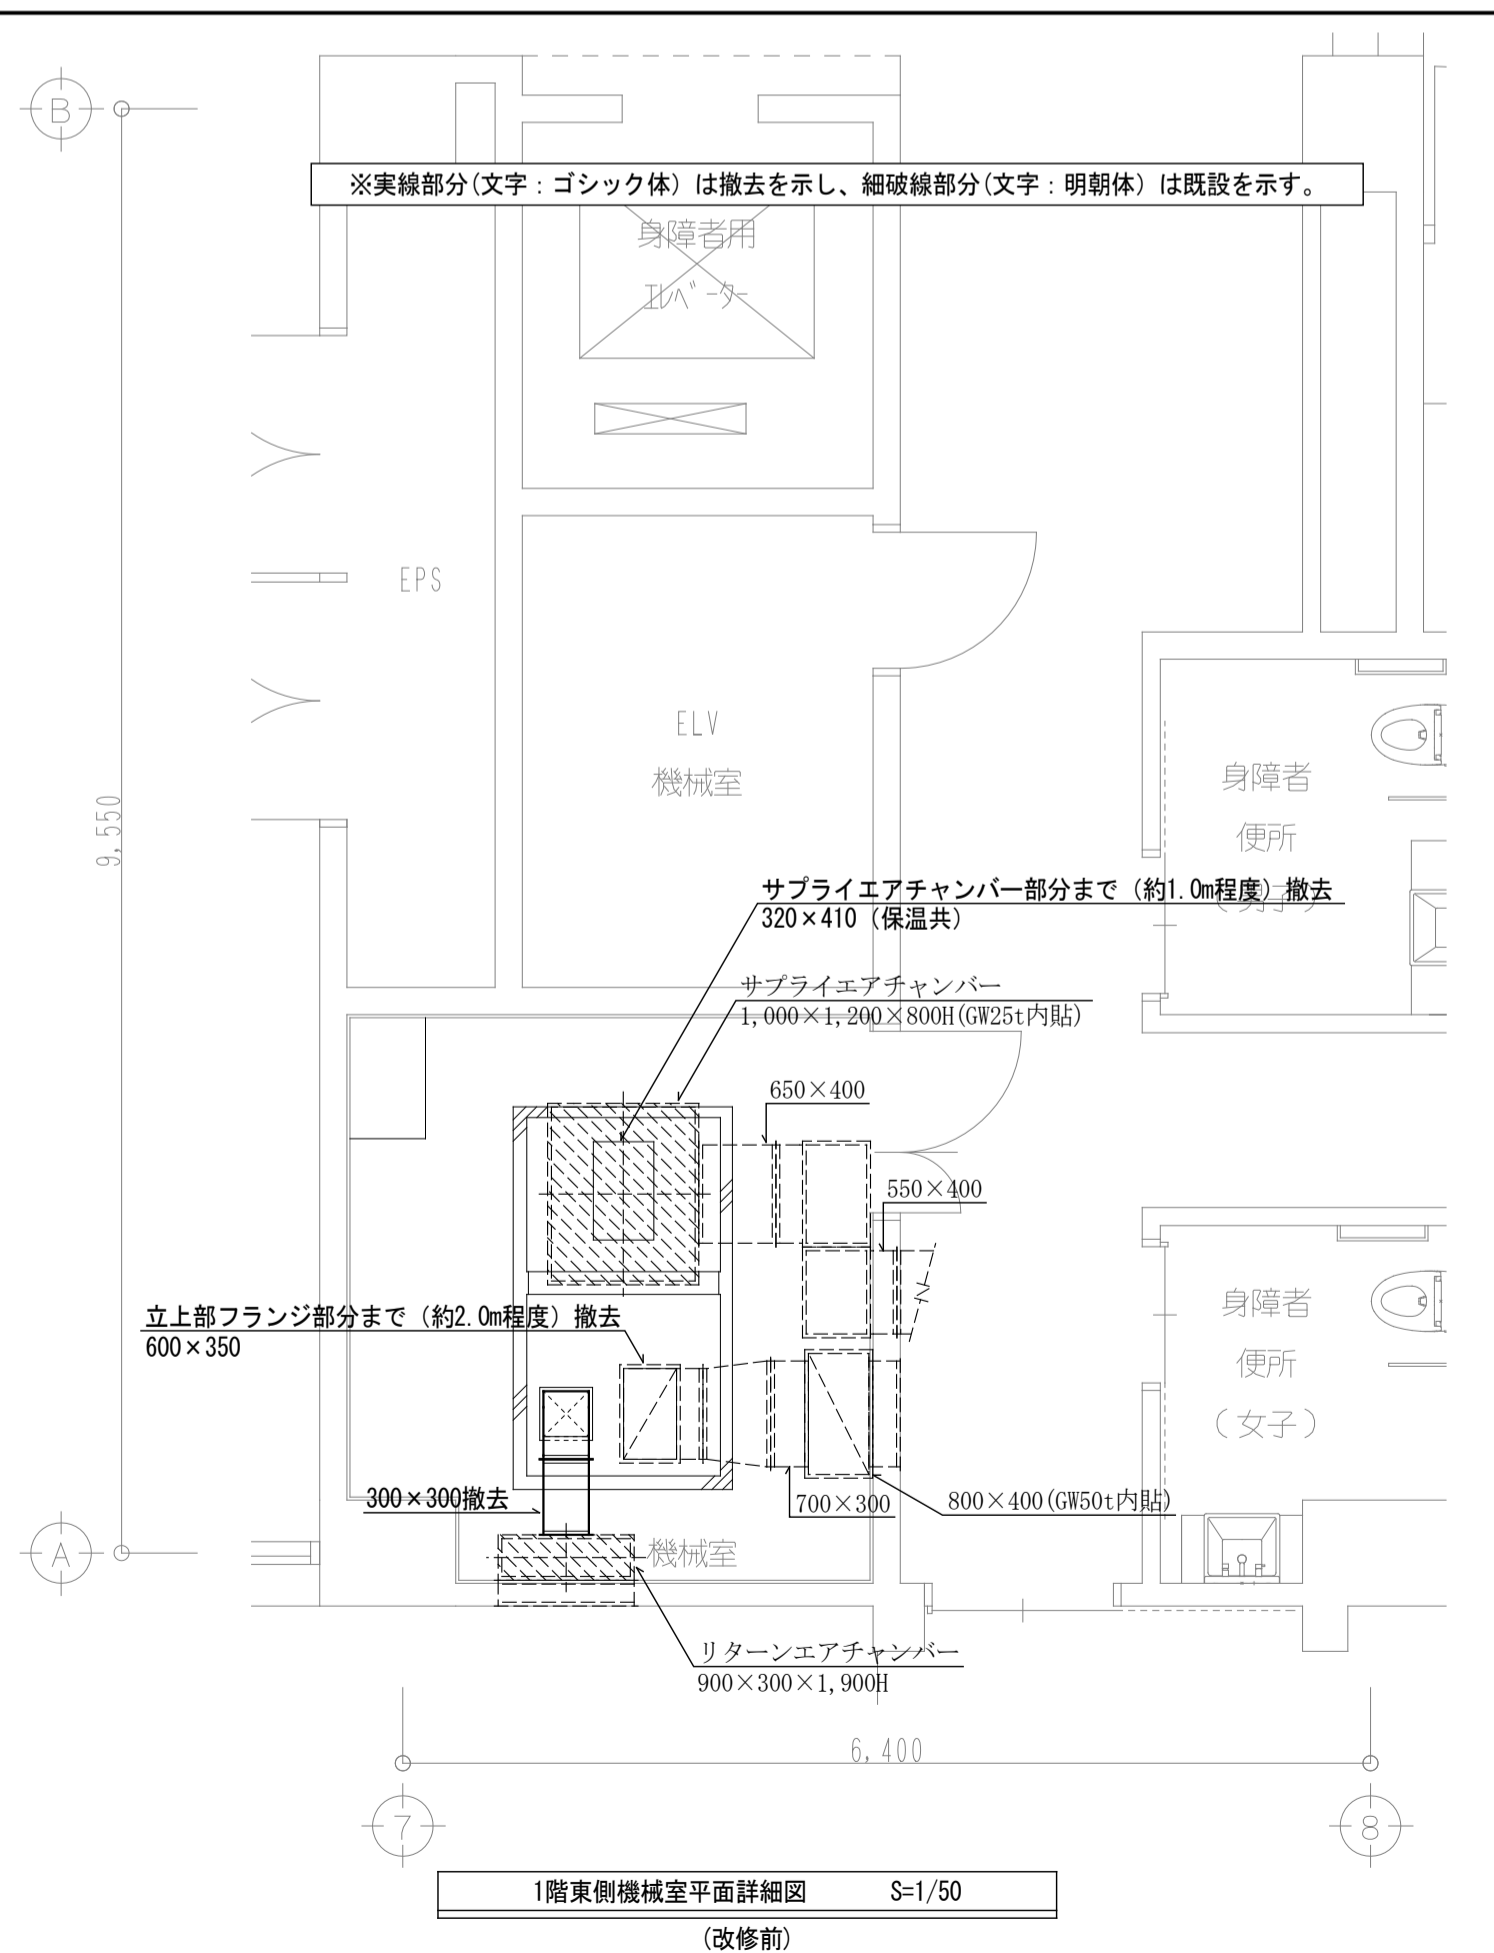 B
※実線部分(文字：ゴシック体）は撤去を示し、細破線部分(文字：明朝体）は既設を示す。
身障者用
ｴﾚﾍﾞｰﾀｰ
EPS
ELV
機械室
9,550
身障者
便所
(男子)
サプライエアチャンバー部分まで（約1.0m程度）撤去
320×410（保温共）
サプライエアチャンバー
1,000×1,200×800H(GW25t内貼)
650×400
550×400
立上部フランジ部分まで（約2.0m程度）撤去
600×350
身障者
便所
(女子)
300×300撤去
700×300
800×400(GW50t内貼)
A
機械室
リターンエアチャンバー
900×300×1,900H
6,400
7
8
1階東側機械室平面詳細図 S=1/50
(改修前)